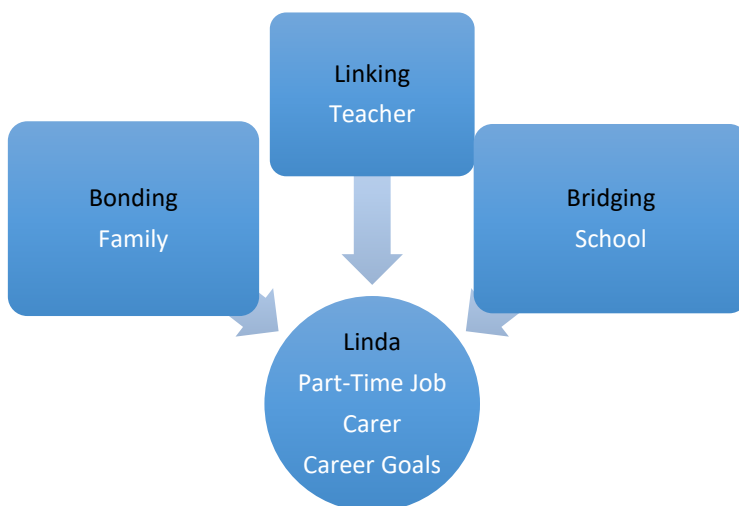 Linking
Teacher
Bonding
Family
Bridging
School
Linda
Part-Time Job
Carer
Career Goals